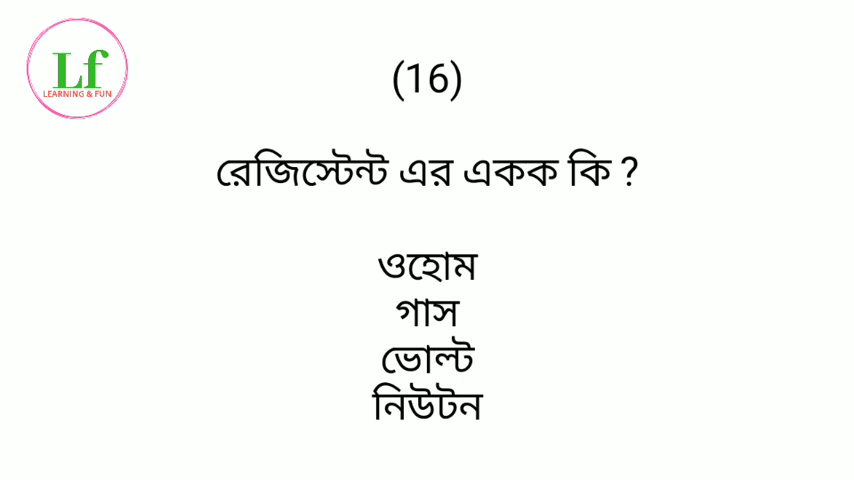 Lf
LEARNING & FUN
(16)
রেজিস্টেন্ট এর একক কি ?
ওহোম
গাস
ভোল্ট
নিউটন